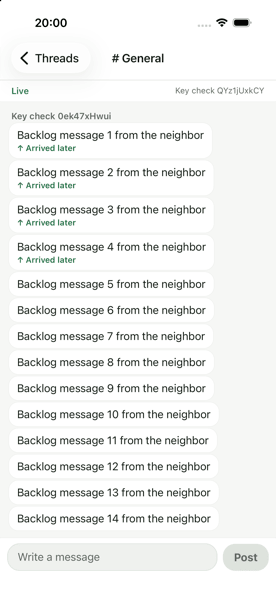 20:00
Threads
# General
Live
Key check QYz1jUxkCY
Key check 0ek47xHwui
Backlog message 1 from the neighbor
↑ Arrived later
Backlog message 2 from the neighbor
↑ Arrived later
Backlog message 3 from the neighbor
↑ Arrived later
Backlog message 4 from the neighbor
↑ Arrived later
Backlog message 5 from the neighbor
Backlog message 6 from the neighbor
Backlog message 7 from the neighbor
Backlog message 8 from the neighbor
Backlog message 9 from the neighbor
Backlog message 10 from the neighbor
Backlog message 11 from the neighbor
Backlog message 12 from the neighbor
Backlog message 13 from the neighbor
Backlog message 14 from the neighbor
Write a message
Post